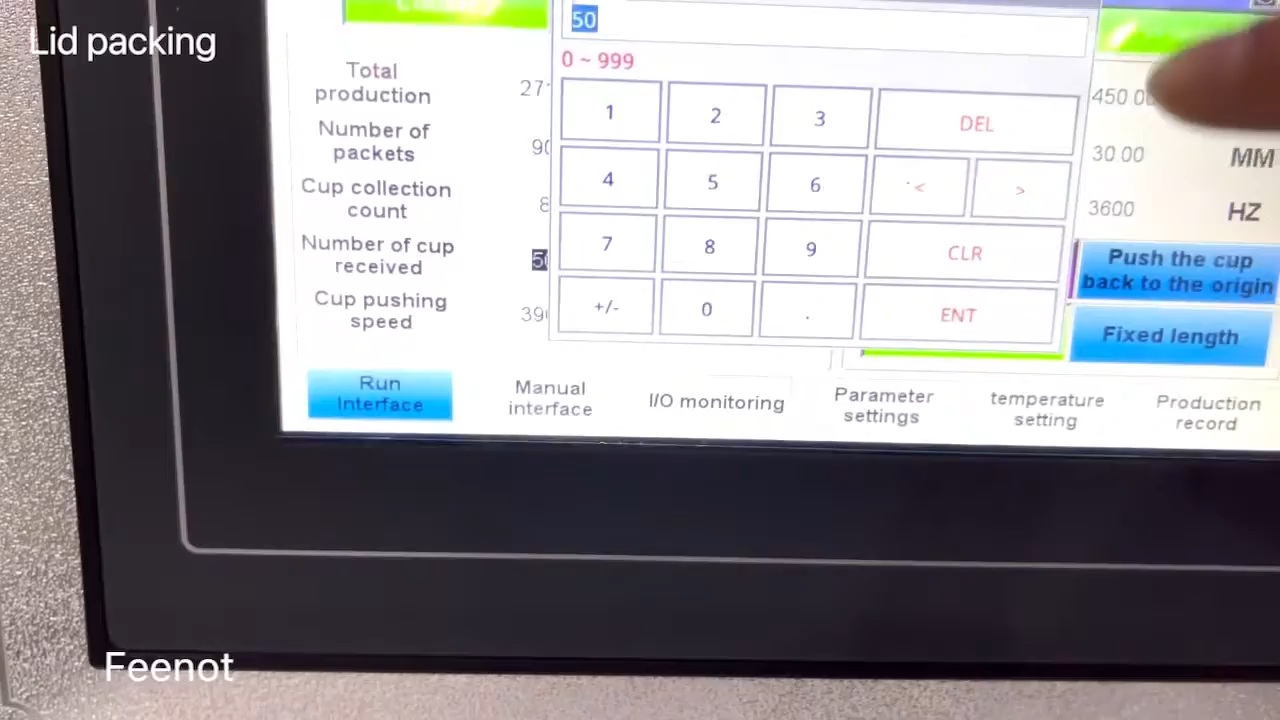 Lid packing
50
0 ~ 999
1 2 3 DEL
4 5 6 < >
7 8 9 CLR
+/- 0 . ENT
Total
production
Number of
packets
Cup collection
count
Number of cup
received
Cup pushing
speed
30.00 MM
3600 HZ
Push the cup
back to the origin
Fixed length
Run
Interface
Manual
interface
I/O monitoring
Parameter
settings
temperature
setting
Production
record
Feenot